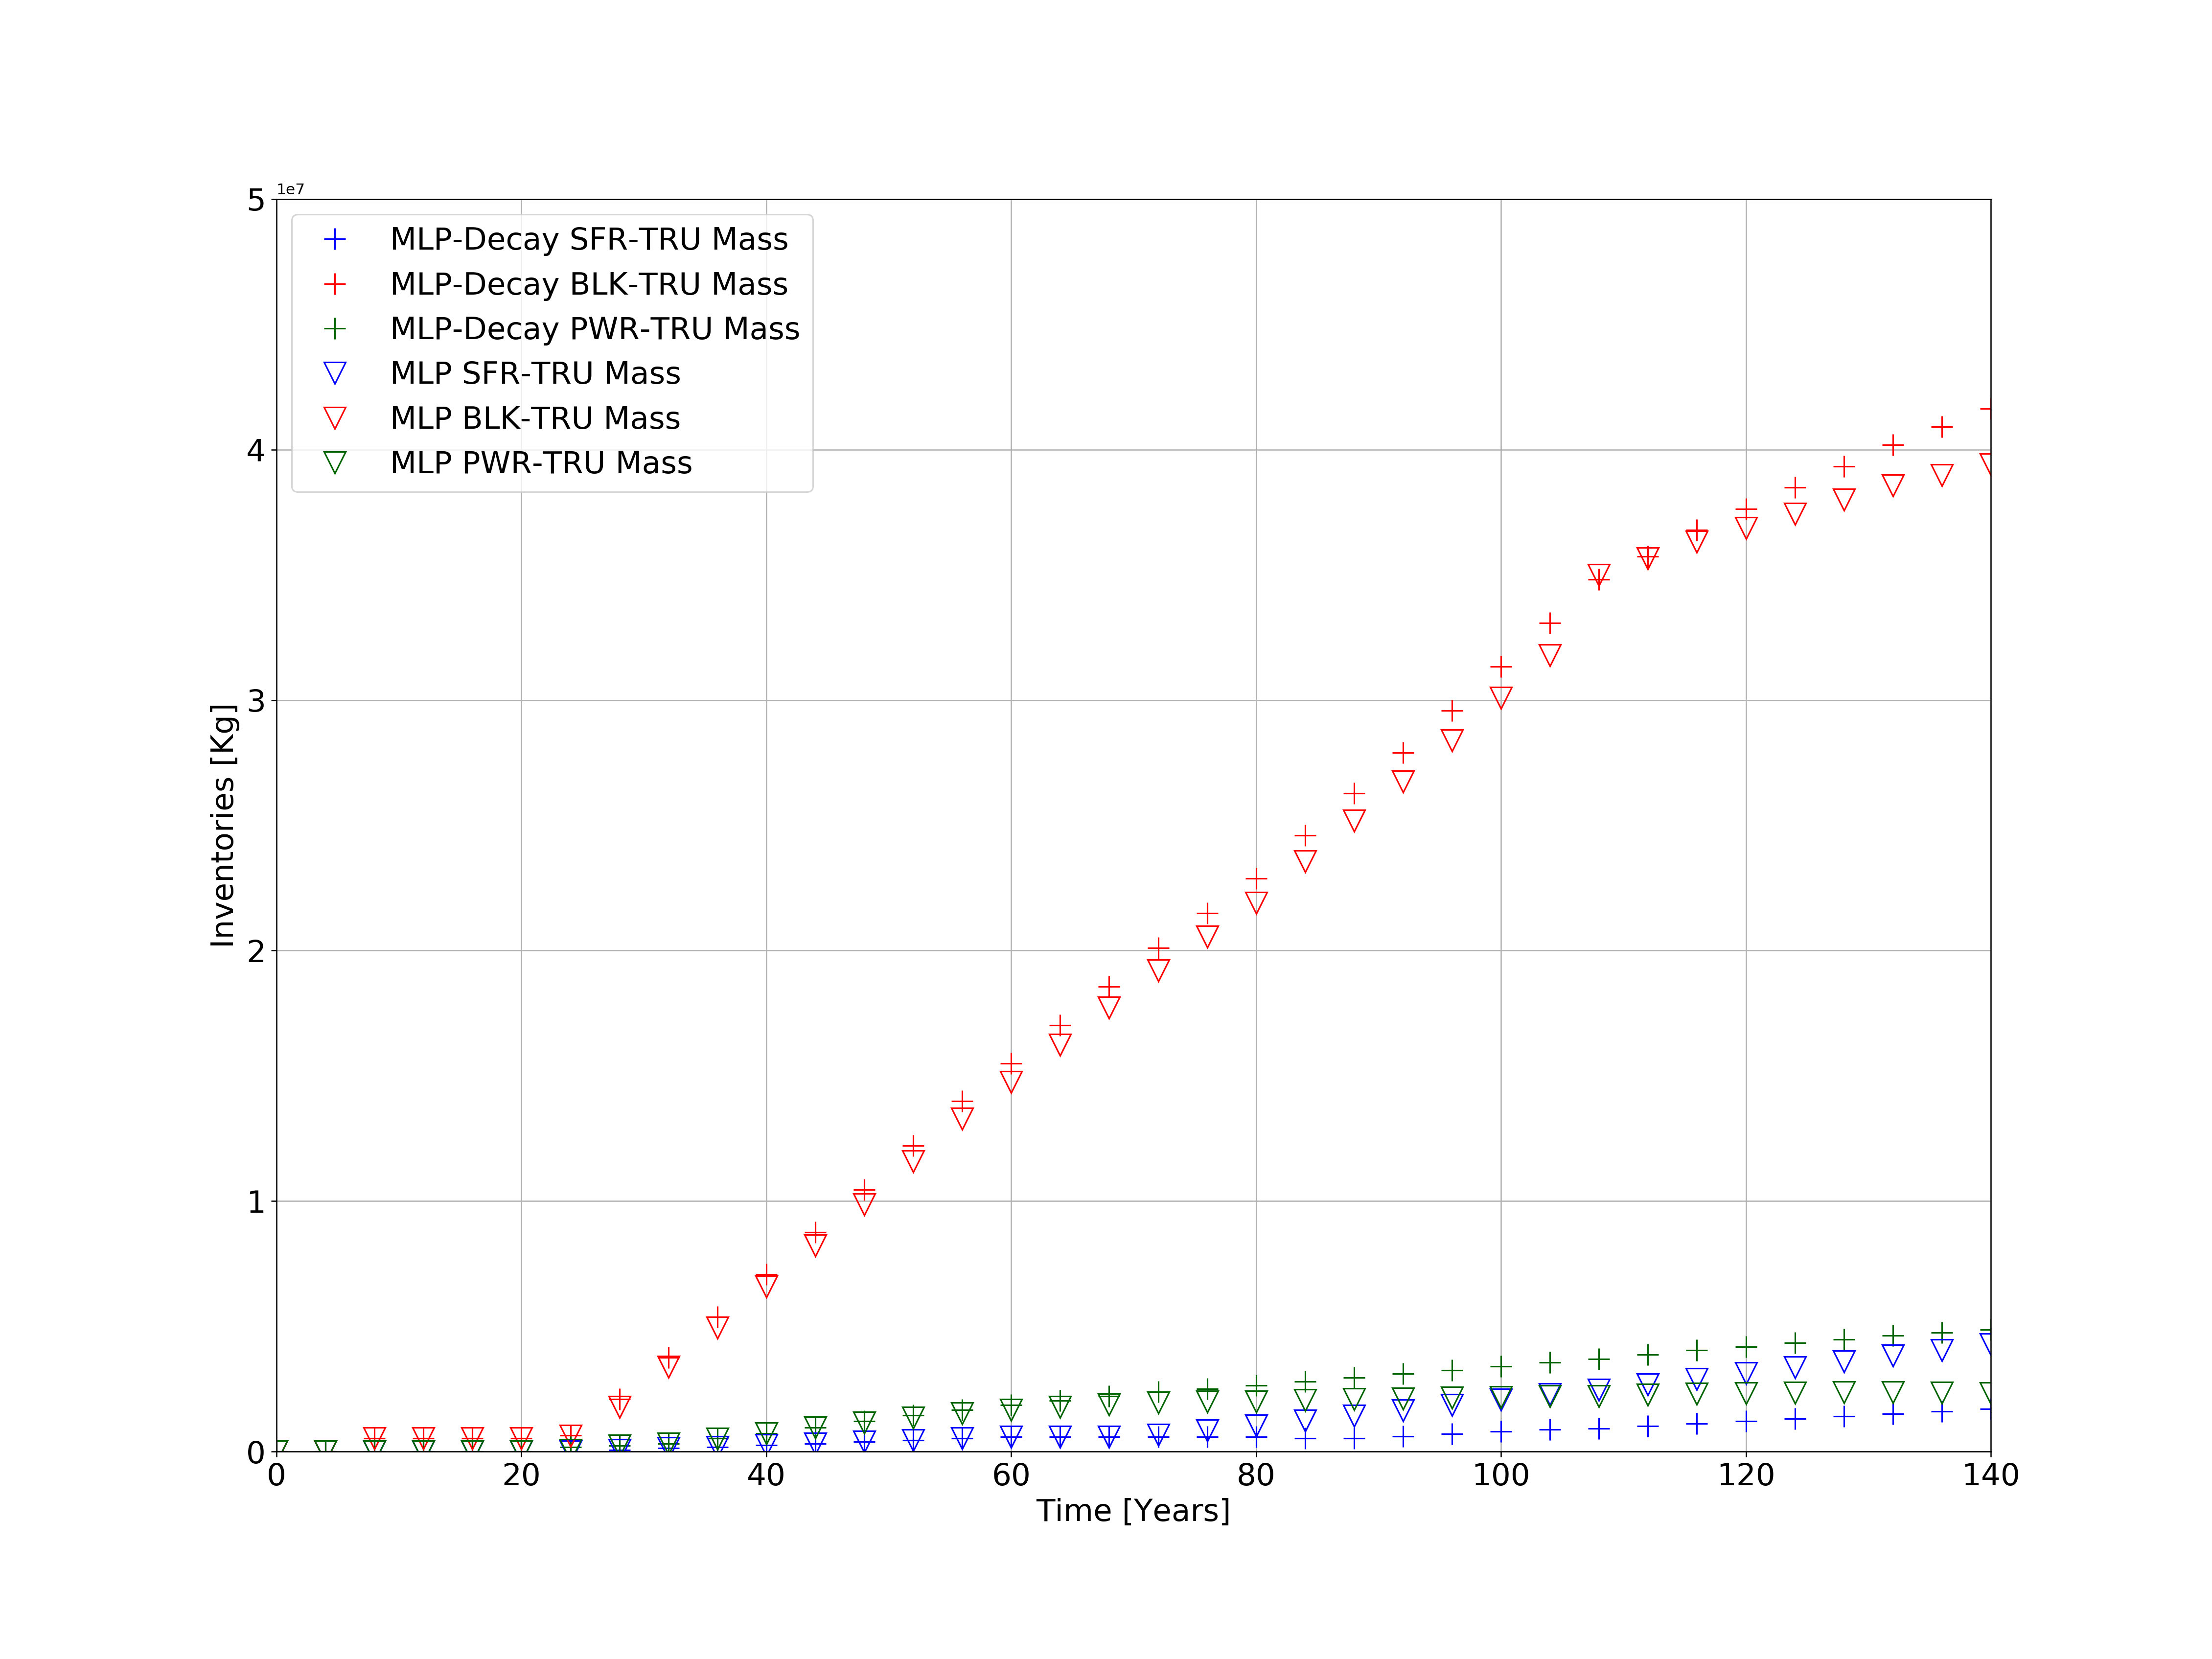 1e7
5
4
3
2
1
0
Inventories [Kg]
MLP-Decay SFR-TRU Mass
MLP-Decay BLK-TRU Mass
MLP-Decay PWR-TRU Mass
MLP SFR-TRU Mass
MLP BLK-TRU Mass
MLP PWR-TRU Mass
0 20 40 60 80 100 120 140
Time [Years]